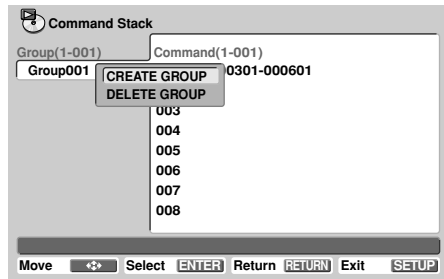 Command Stack
Group(1-001)
Command(1-001)
Group001
0301-000601
CREATE GROUP
DELETE GROUP
003
004
005
006
007
008
Move Select ENTER Return RETURN Exit SETUP